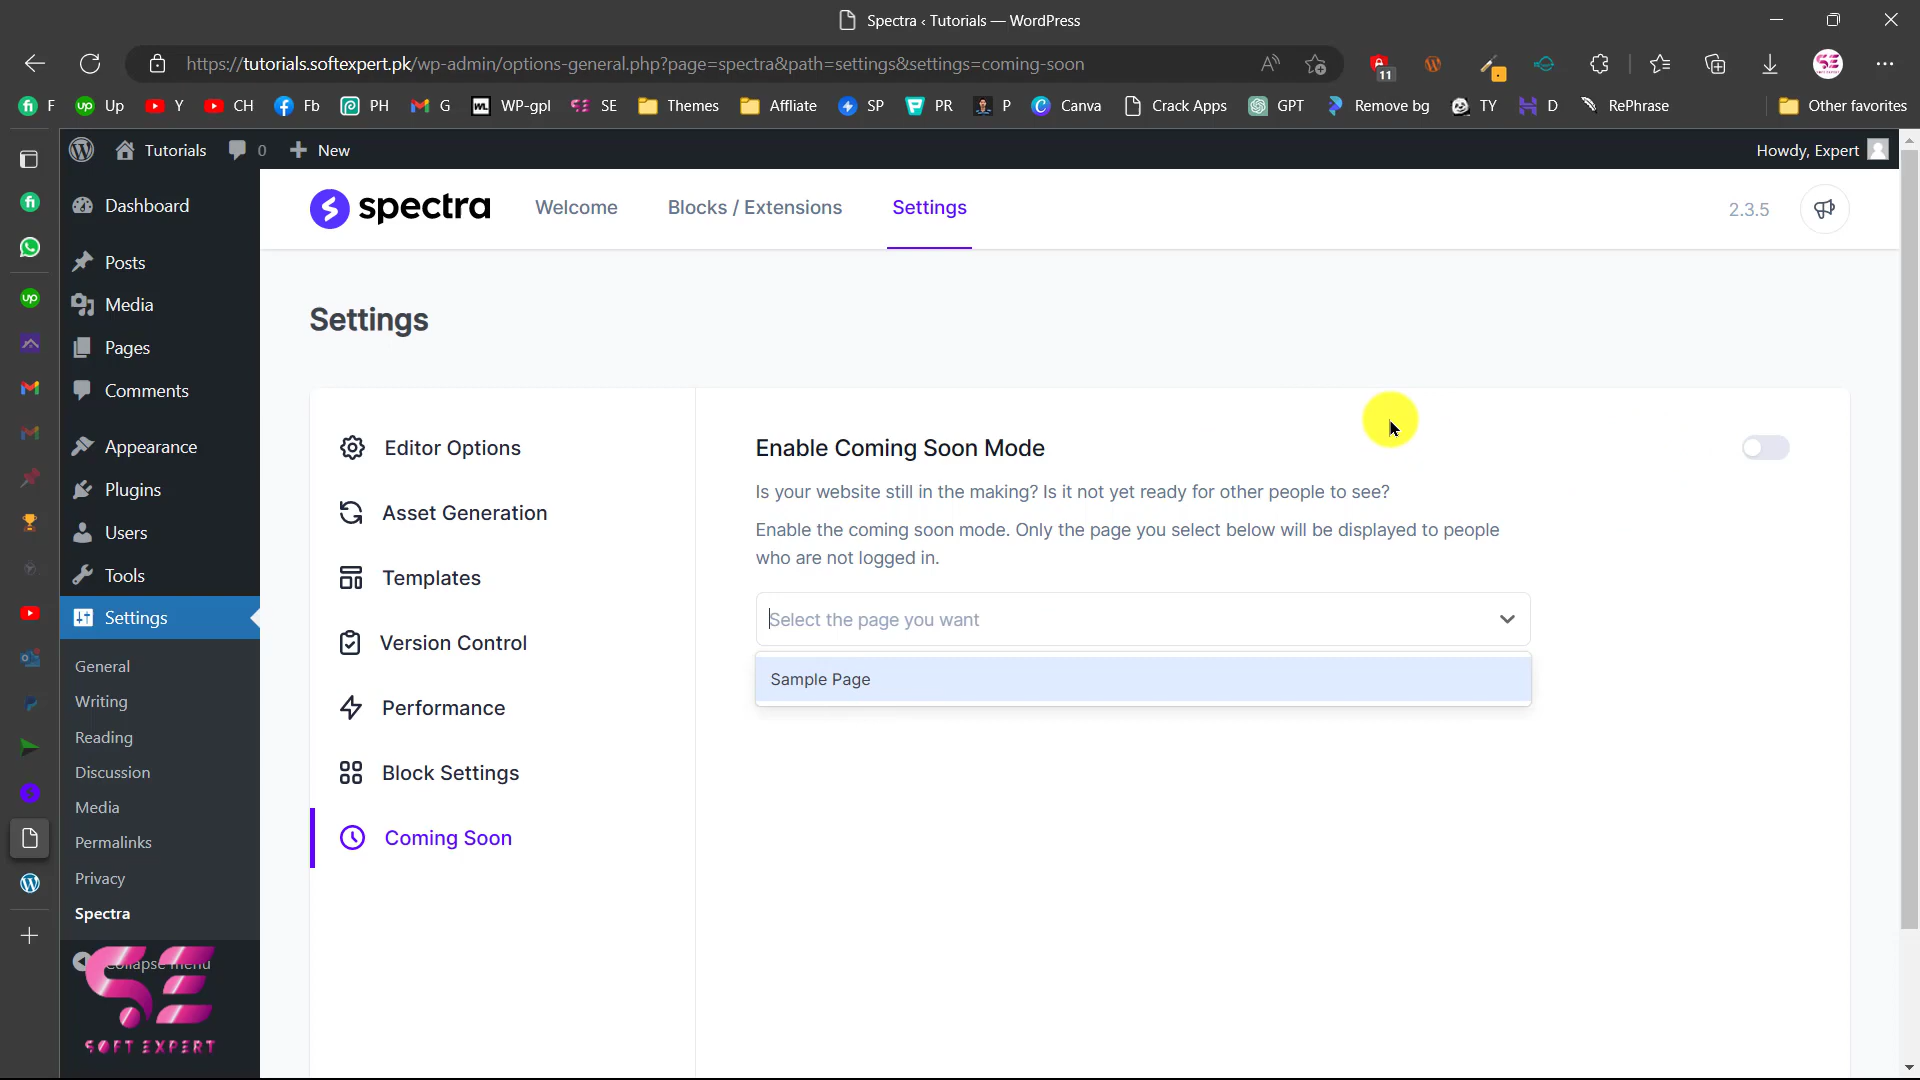 Spectra ‹ Tutorials — WordPress
https://tutorials.softexpert.pk/wp-admin/options-general.php?page=spectra&path=settings&settings=coming-soon
11
F Up Y CH Fb PH G WP-gpl SE Themes Affliate SP PR P Canva Crack Apps GPT Remove bg TY D RePhrase Other favorites
Tutorials 0 New Howdy, Expert
Dashboard
Posts
Media
Pages
Comments
Appearance
Plugins
Users
Tools
Settings
General
Writing
Reading
Discussion
Media
Permalinks
Privacy
Spectra
Collapse menu
SOFT EXPERT
spectra Welcome Blocks / Extensions Settings 2.3.5
Settings
Editor Options
Asset Generation
Templates
Version Control
Performance
Block Settings
Coming Soon
Enable Coming Soon Mode
Is your website still in the making? Is it not yet ready for other people to see?
Enable the coming soon mode. Only the page you select below will be displayed to people
who are not logged in.
Select the page you want
Sample Page